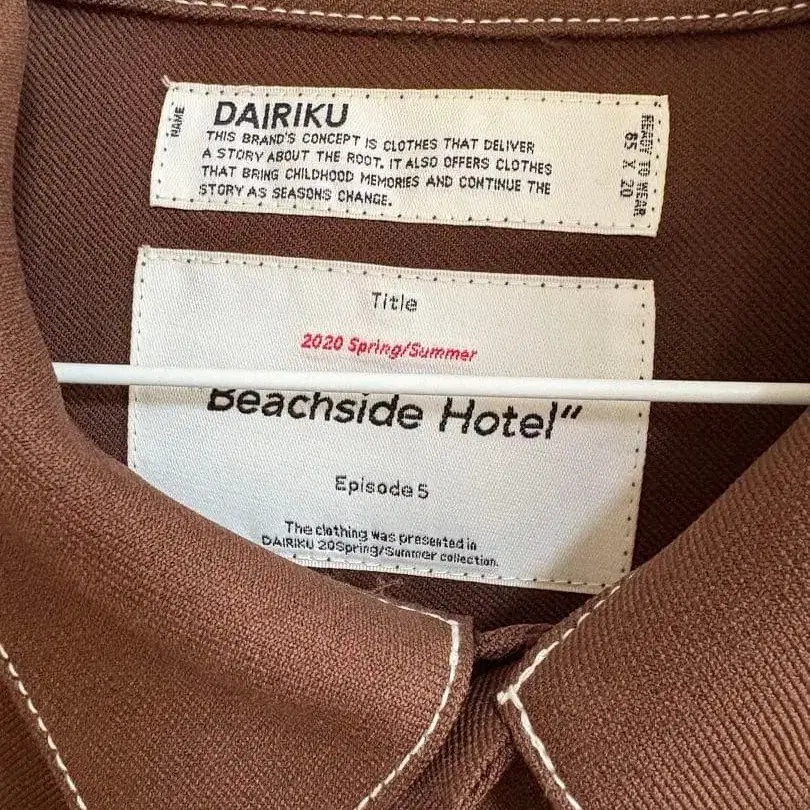 NAME
DAIRIKU
THIS BRAND'S CONCEPT IS CLOTHES THAT DELIVER
A STORY ABOUT THE ROOT. IT ALSO OFFERS CLOTHES
THAT BRING CHILDHOOD MEMORIES AND CONTINUE THE
STORY AS SEASONS CHANGE.
READY TO WEAR
65 X 20
Title
2020 Spring/Summer
"Beachside Hotel"
Episode 5
The clothing was presented in
DAIRIKU 20Spring/Summer collection.